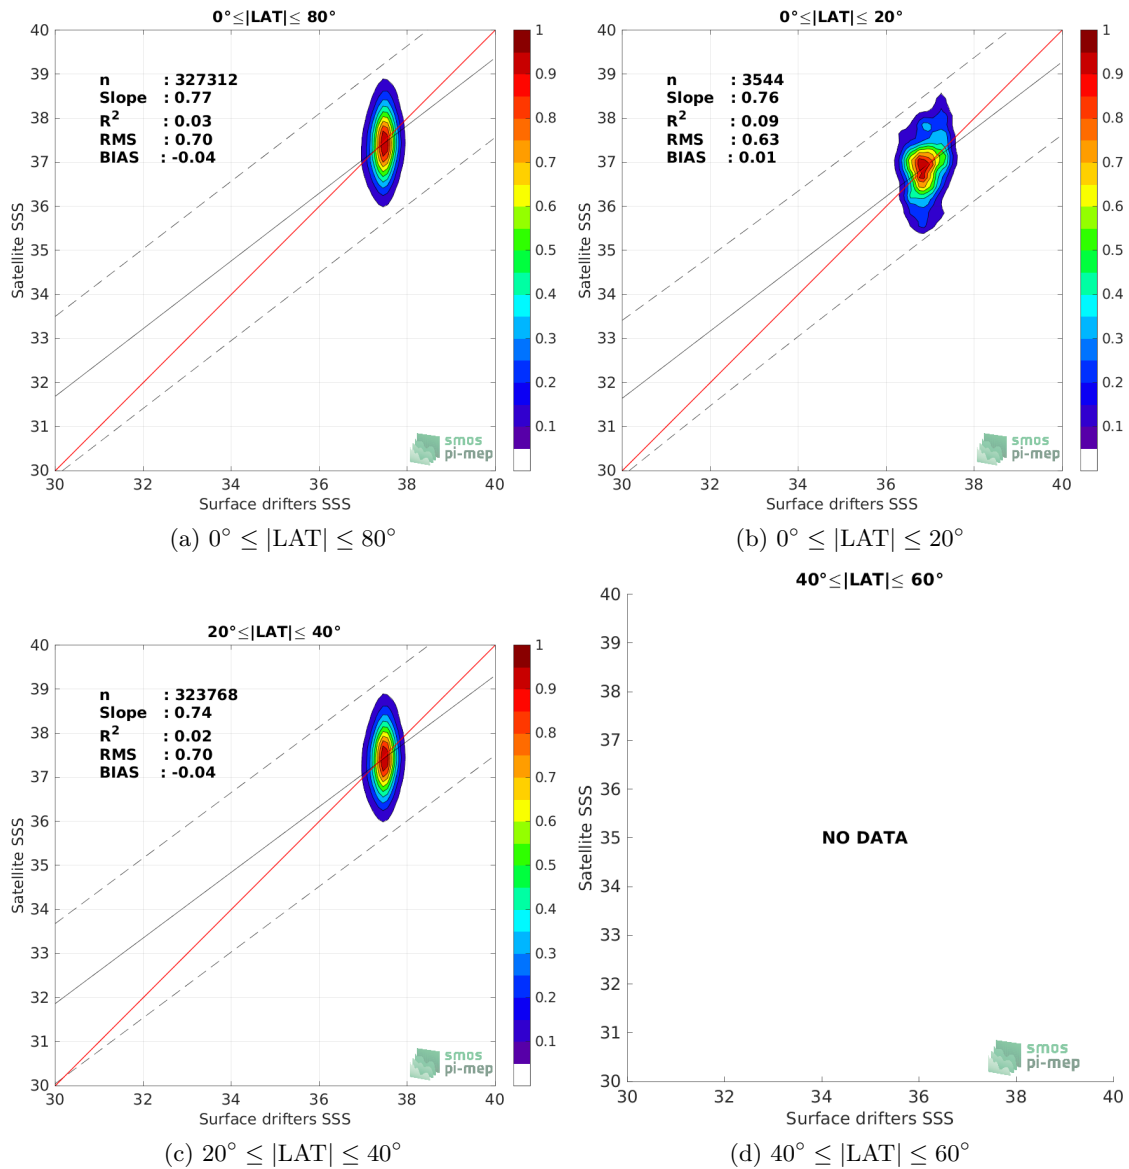 0°≤|LAT|≤ 80°
40
39
38
37
36
35
34
33
32
31
30
Satellite SSS
n : 327312
Slope : 0.77
R2 : 0.03
RMS : 0.70
BIAS : -0.04
30 32 34 36 38 40
Surface drifters SSS
smos
pi-mep
1
0.9
0.8
0.7
0.6
0.5
0.4
0.3
0.2
0.1
(a) 0° ≤ |LAT| ≤ 80°
0°≤|LAT|≤ 20°
40
39
38
37
36
35
34
33
32
31
30
Satellite SSS
n : 3544
Slope : 0.76
R2 : 0.09
RMS : 0.63
BIAS : 0.01
30 32 34 36 38 40
Surface drifters SSS
smos
pi-mep
1
0.9
0.8
0.7
0.6
0.5
0.4
0.3
0.2
0.1
(b) 0° ≤ |LAT| ≤ 20°
20°≤|LAT|≤ 40°
40
39
38
37
36
35
34
33
32
31
30
Satellite SSS
n : 323768
Slope : 0.74
R2 : 0.02
RMS : 0.70
BIAS : -0.04
30 32 34 36 38 40
Surface drifters SSS
smos
pi-mep
1
0.9
0.8
0.7
0.6
0.5
0.4
0.3
0.2
0.1
(c) 20° ≤ |LAT| ≤ 40°
40°≤|LAT|≤ 60°
40
39
38
37
36
35
34
33
32
31
30
Satellite SSS
NO DATA
30 32 34 36 38 40
Surface drifters SSS
smos
pi-mep
(d) 40° ≤ |LAT| ≤ 60°